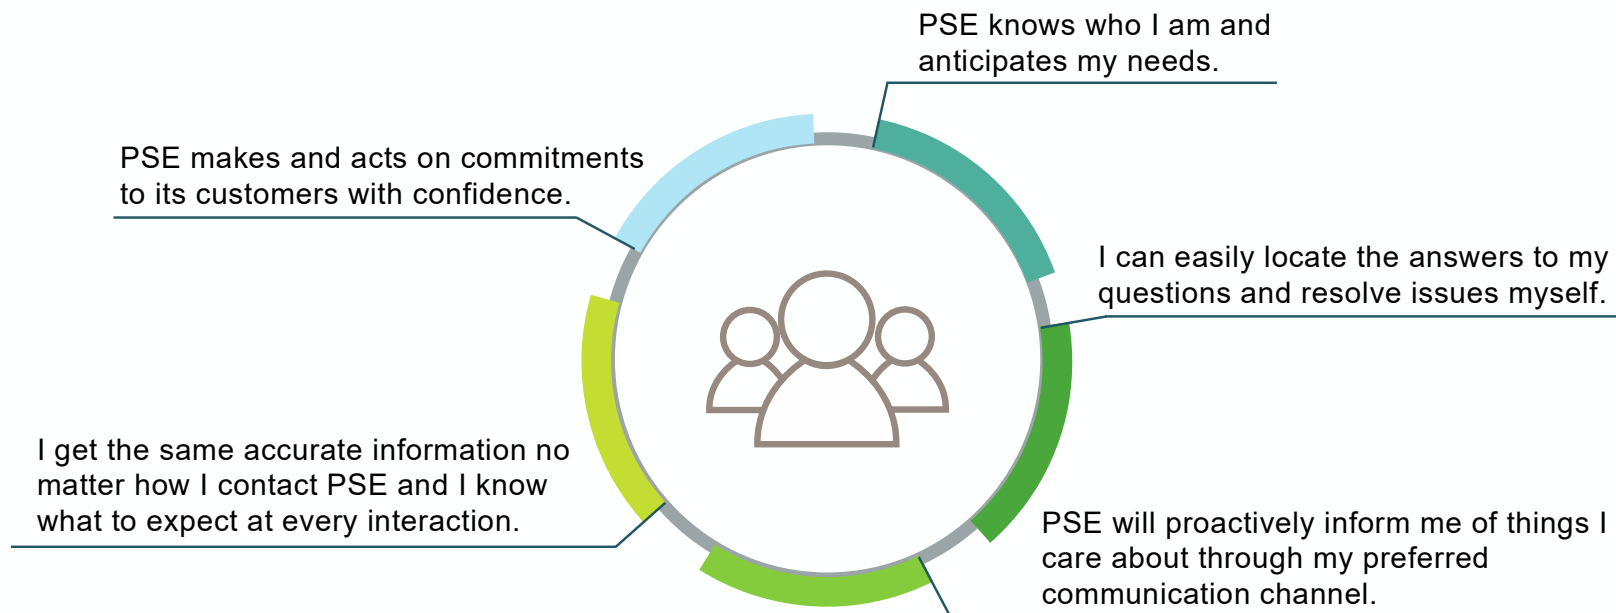 PSE knows who I am and
anticipates my needs.
PSE makes and acts on commitments
to its customers with confidence.
I can easily locate the answers to my
questions and resolve issues myself.
I get the same accurate information no
matter how I contact PSE and I know
what to expect at every interaction.
PSE will proactively inform me of things I
care about through my preferred
communication channel.